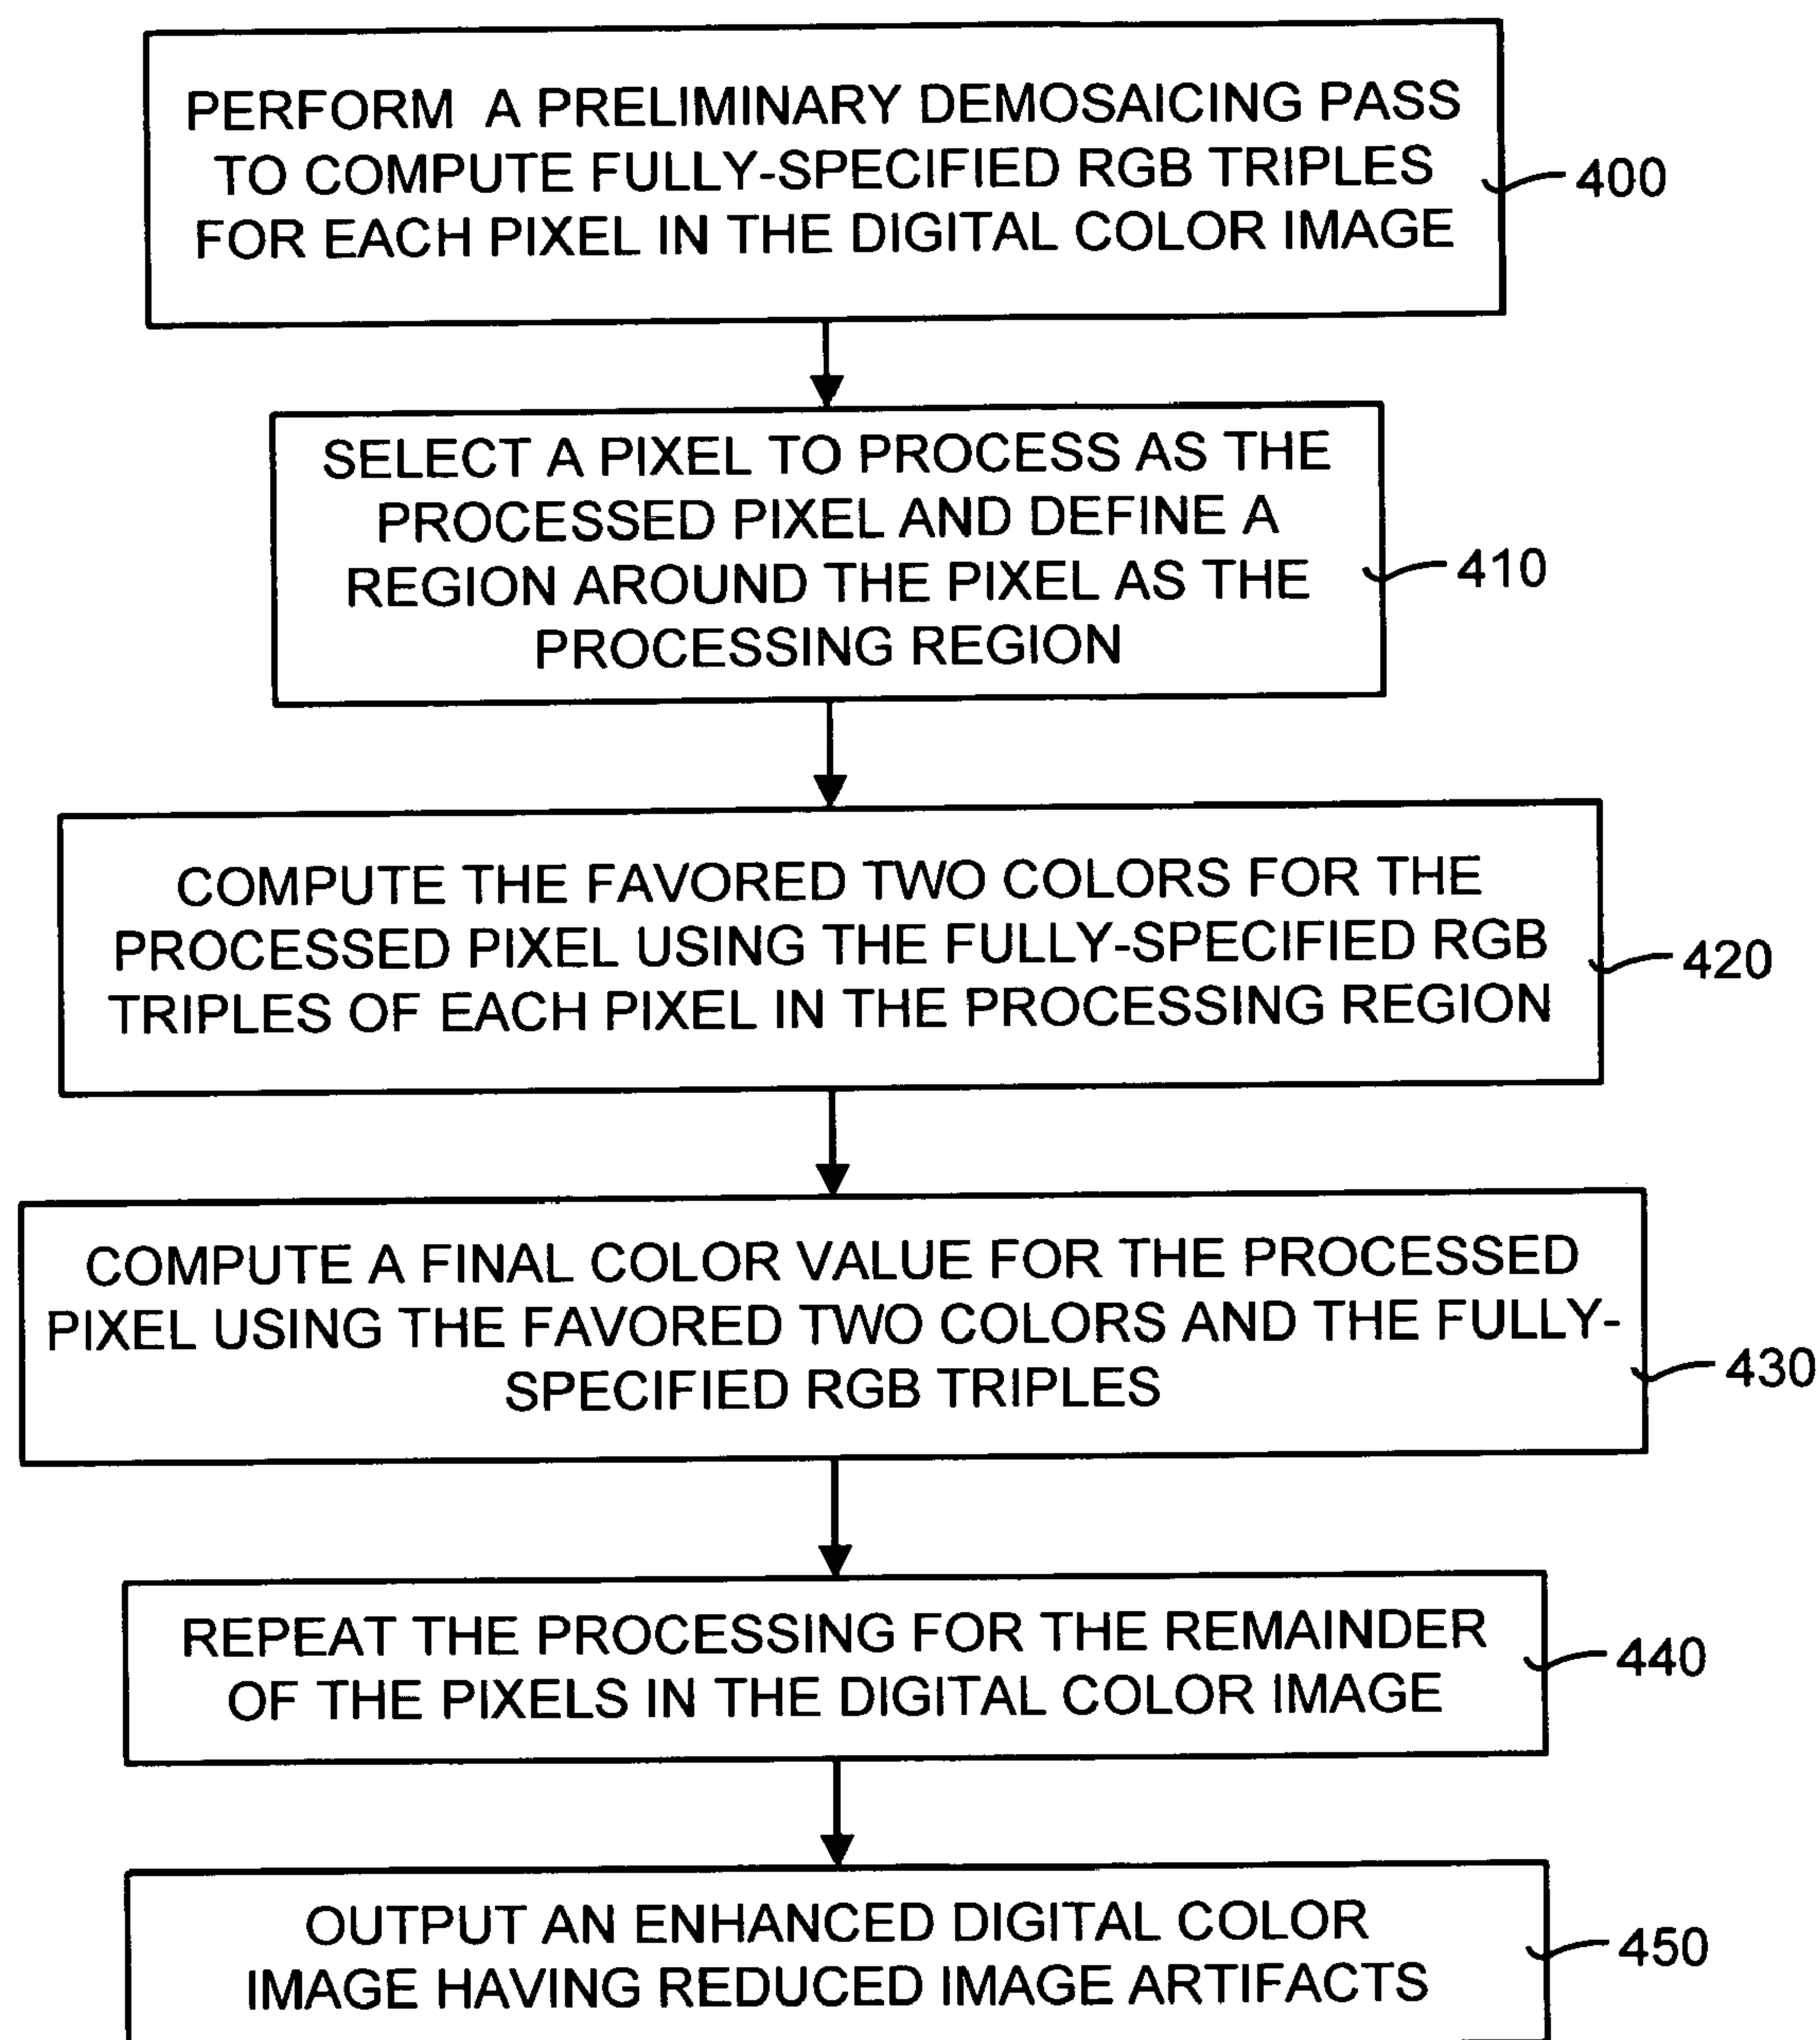 PERFORM A PRELIMINARY DEMOSAICING PASS
TO COMPUTE FULLY-SPECIFIED RGB TRIPLES
FOR EACH PIXEL IN THE DIGITAL COLOR IMAGE
400
SELECT A PIXEL TO PROCESS AS THE
PROCESSED PIXEL AND DEFINE A
REGION AROUND THE PIXEL AS THE
PROCESSING REGION
410
COMPUTE THE FAVORED TWO COLORS FOR THE
PROCESSED PIXEL USING THE FULLY-SPECIFIED RGB
TRIPLES OF EACH PIXEL IN THE PROCESSING REGION
420
COMPUTE A FINAL COLOR VALUE FOR THE PROCESSED
PIXEL USING THE FAVORED TWO COLORS AND THE FULLY-
SPECIFIED RGB TRIPLES
430
REPEAT THE PROCESSING FOR THE REMAINDER
OF THE PIXELS IN THE DIGITAL COLOR IMAGE
440
OUTPUT AN ENHANCED DIGITAL COLOR
IMAGE HAVING REDUCED IMAGE ARTIFACTS
450